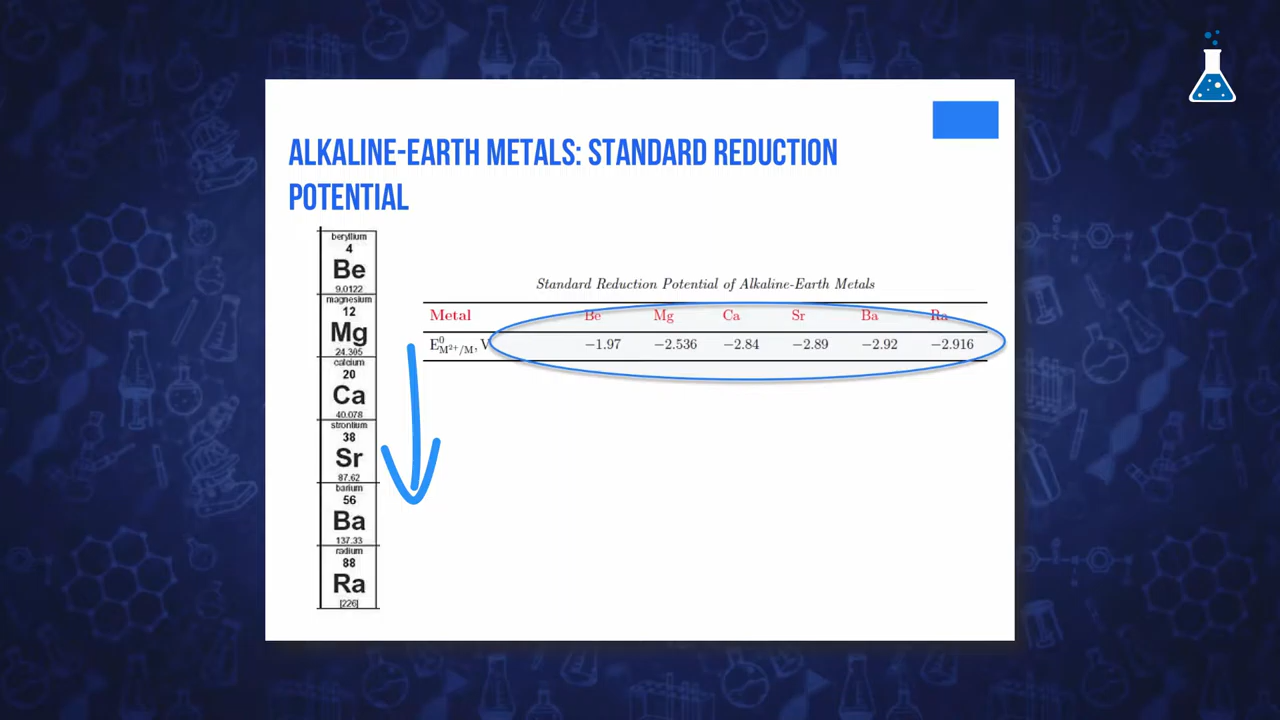 ALKALINE-EARTH METALS: STANDARD REDUCTION
POTENTIAL
beryllium
4
Be
9.0122
magnesium
12
Mg
24.305
calcium
20
Ca
40.078
strontium
38
Sr
87.62
barium
56
Ba
137.33
radium
88
Ra
[226]
Standard Reduction Potential of Alkaline-Earth Metals
Metal Be Mg Ca Sr Ba Ra
E⁰M²⁺/M, V −1.97 −2.536 −2.84 −2.89 −2.92 −2.916